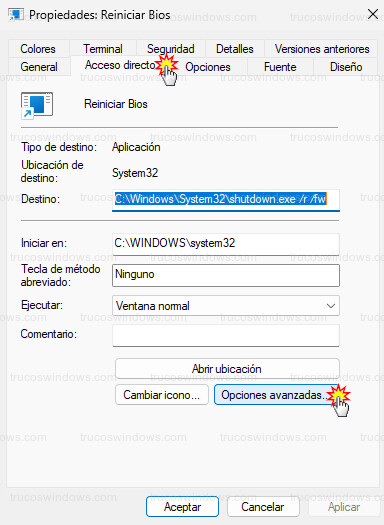 Propiedades: Reiniciar Bios
Colores Terminal Seguridad Detalles Versiones anteriores
General Acceso directo Opciones Fuente Diseño
Reiniciar Bios
Tipo de destino: Aplicación
Ubicación de destino: System32
Destino: C:\Windows\System32\shutdown.exe /r /fw
Iniciar en: C:\WINDOWS\system32
Tecla de método abreviado: Ninguno
Ejecutar: Ventana normal
Comentario:
Abrir ubicación
Cambiar icono... Opciones avanzadas...
Aceptar Cancelar Aplicar
trucoswindows.com